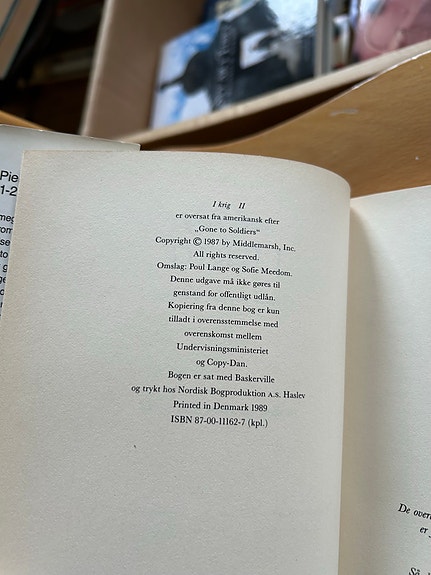 I krig II
er oversat fra amerikansk efter
„Gone to Soldiers“
Copyright © 1987 by Middlemarsh, Inc.
All rights reserved.
Omslag: Poul Lange og Sofie Meedom.
Denne udgave må ikke gøres til
genstand for offentligt udlån.
Kopiering fra denne bog er kun
tilladt i overensstemmelse med
overenskomst mellem
Undervisningsministeriet
og Copy-Dan.
Bogen er sat med Baskerville
og trykt hos Nordisk Bogproduktion A.S. Haslev
Printed in Denmark 1989
ISBN 87-00-11162-7 (kpl.)
De over
er